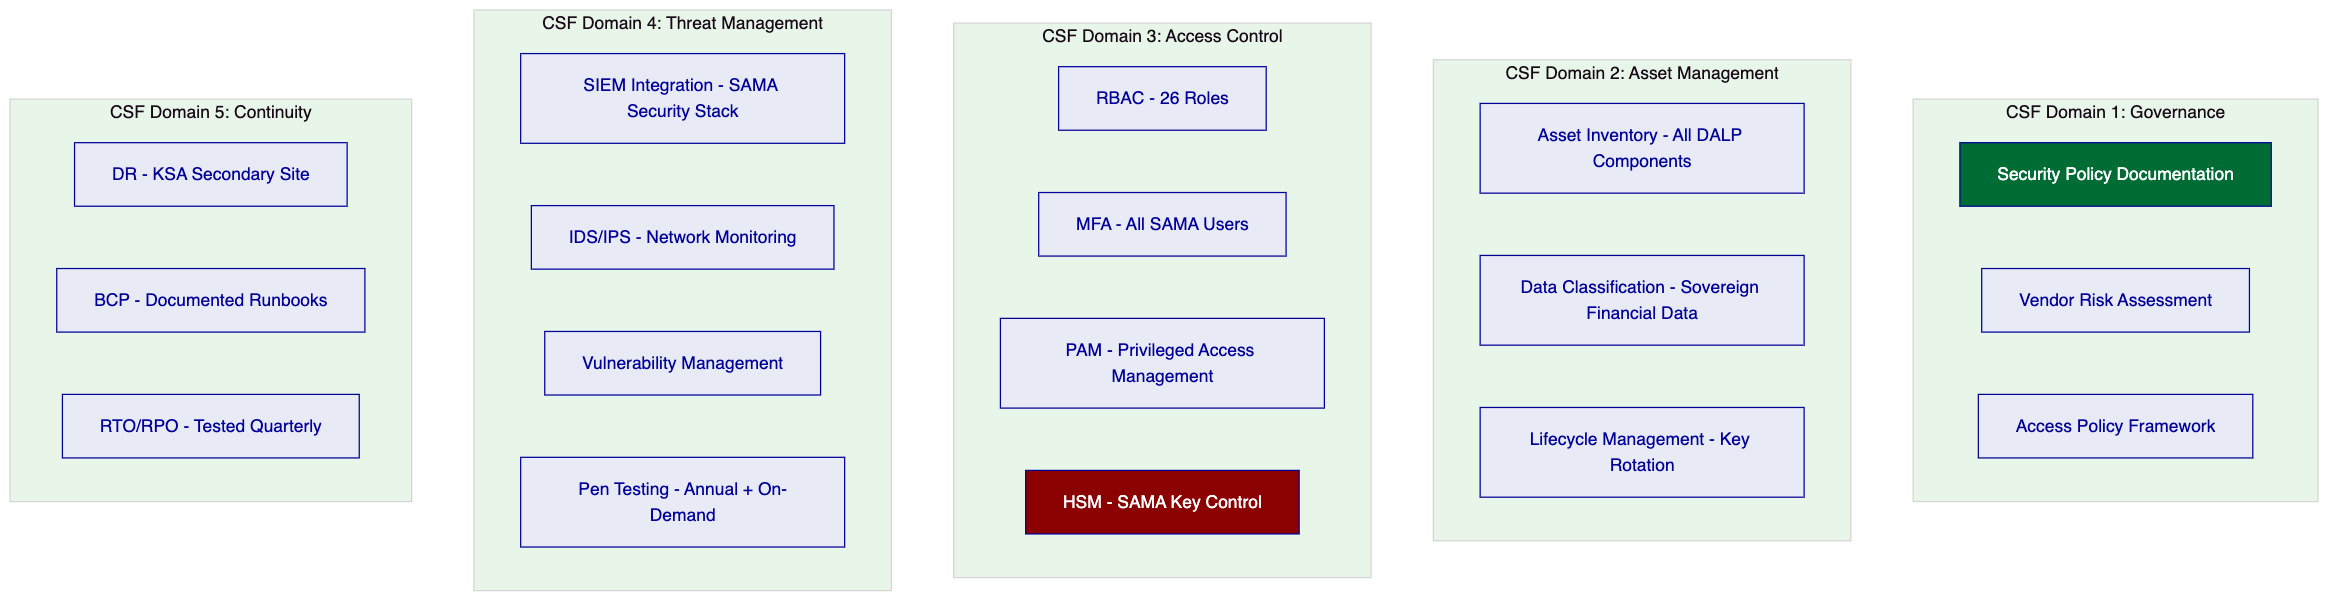 CSF Domain 5: Continuity
DR - KSA Secondary Site
BCP - Documented Runbooks
RTO/RPO - Tested Quarterly
CSF Domain 4: Threat Management
SIEM Integration - SAMA
Security Stack
IDS/IPS - Network Monitoring
Vulnerability Management
Pen Testing - Annual + On-
Demand
CSF Domain 3: Access Control
RBAC - 26 Roles
MFA - All SAMA Users
PAM - Privileged Access
Management
HSM - SAMA Key Control
CSF Domain 2: Asset Management
Asset Inventory - All DALP
Components
Data Classification - Sovereign
Financial Data
Lifecycle Management - Key
Rotation
CSF Domain 1: Governance
Security Policy Documentation
Vendor Risk Assessment
Access Policy Framework